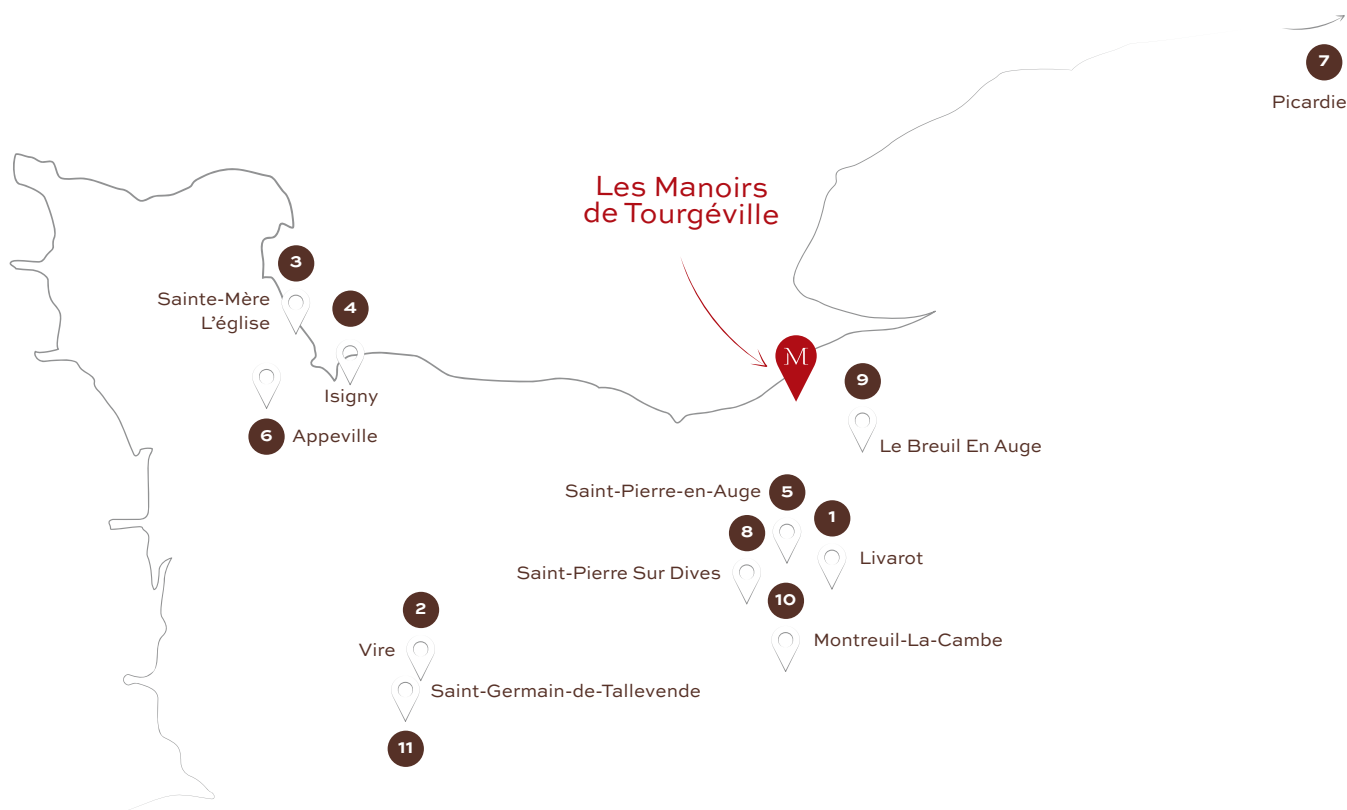 7
Picardie
Les Manoirs
de Tourgéville
3
Sainte-Mère
L'église
4
Isigny
M
9
Le Breuil En Auge
6
Appeville
Saint-Pierre-en-Auge
5
1
Livarot
8
Saint-Pierre Sur Dives
10
Montreuil-La-Cambe
2
Vire
Saint-Germain-de-Tallevende
11